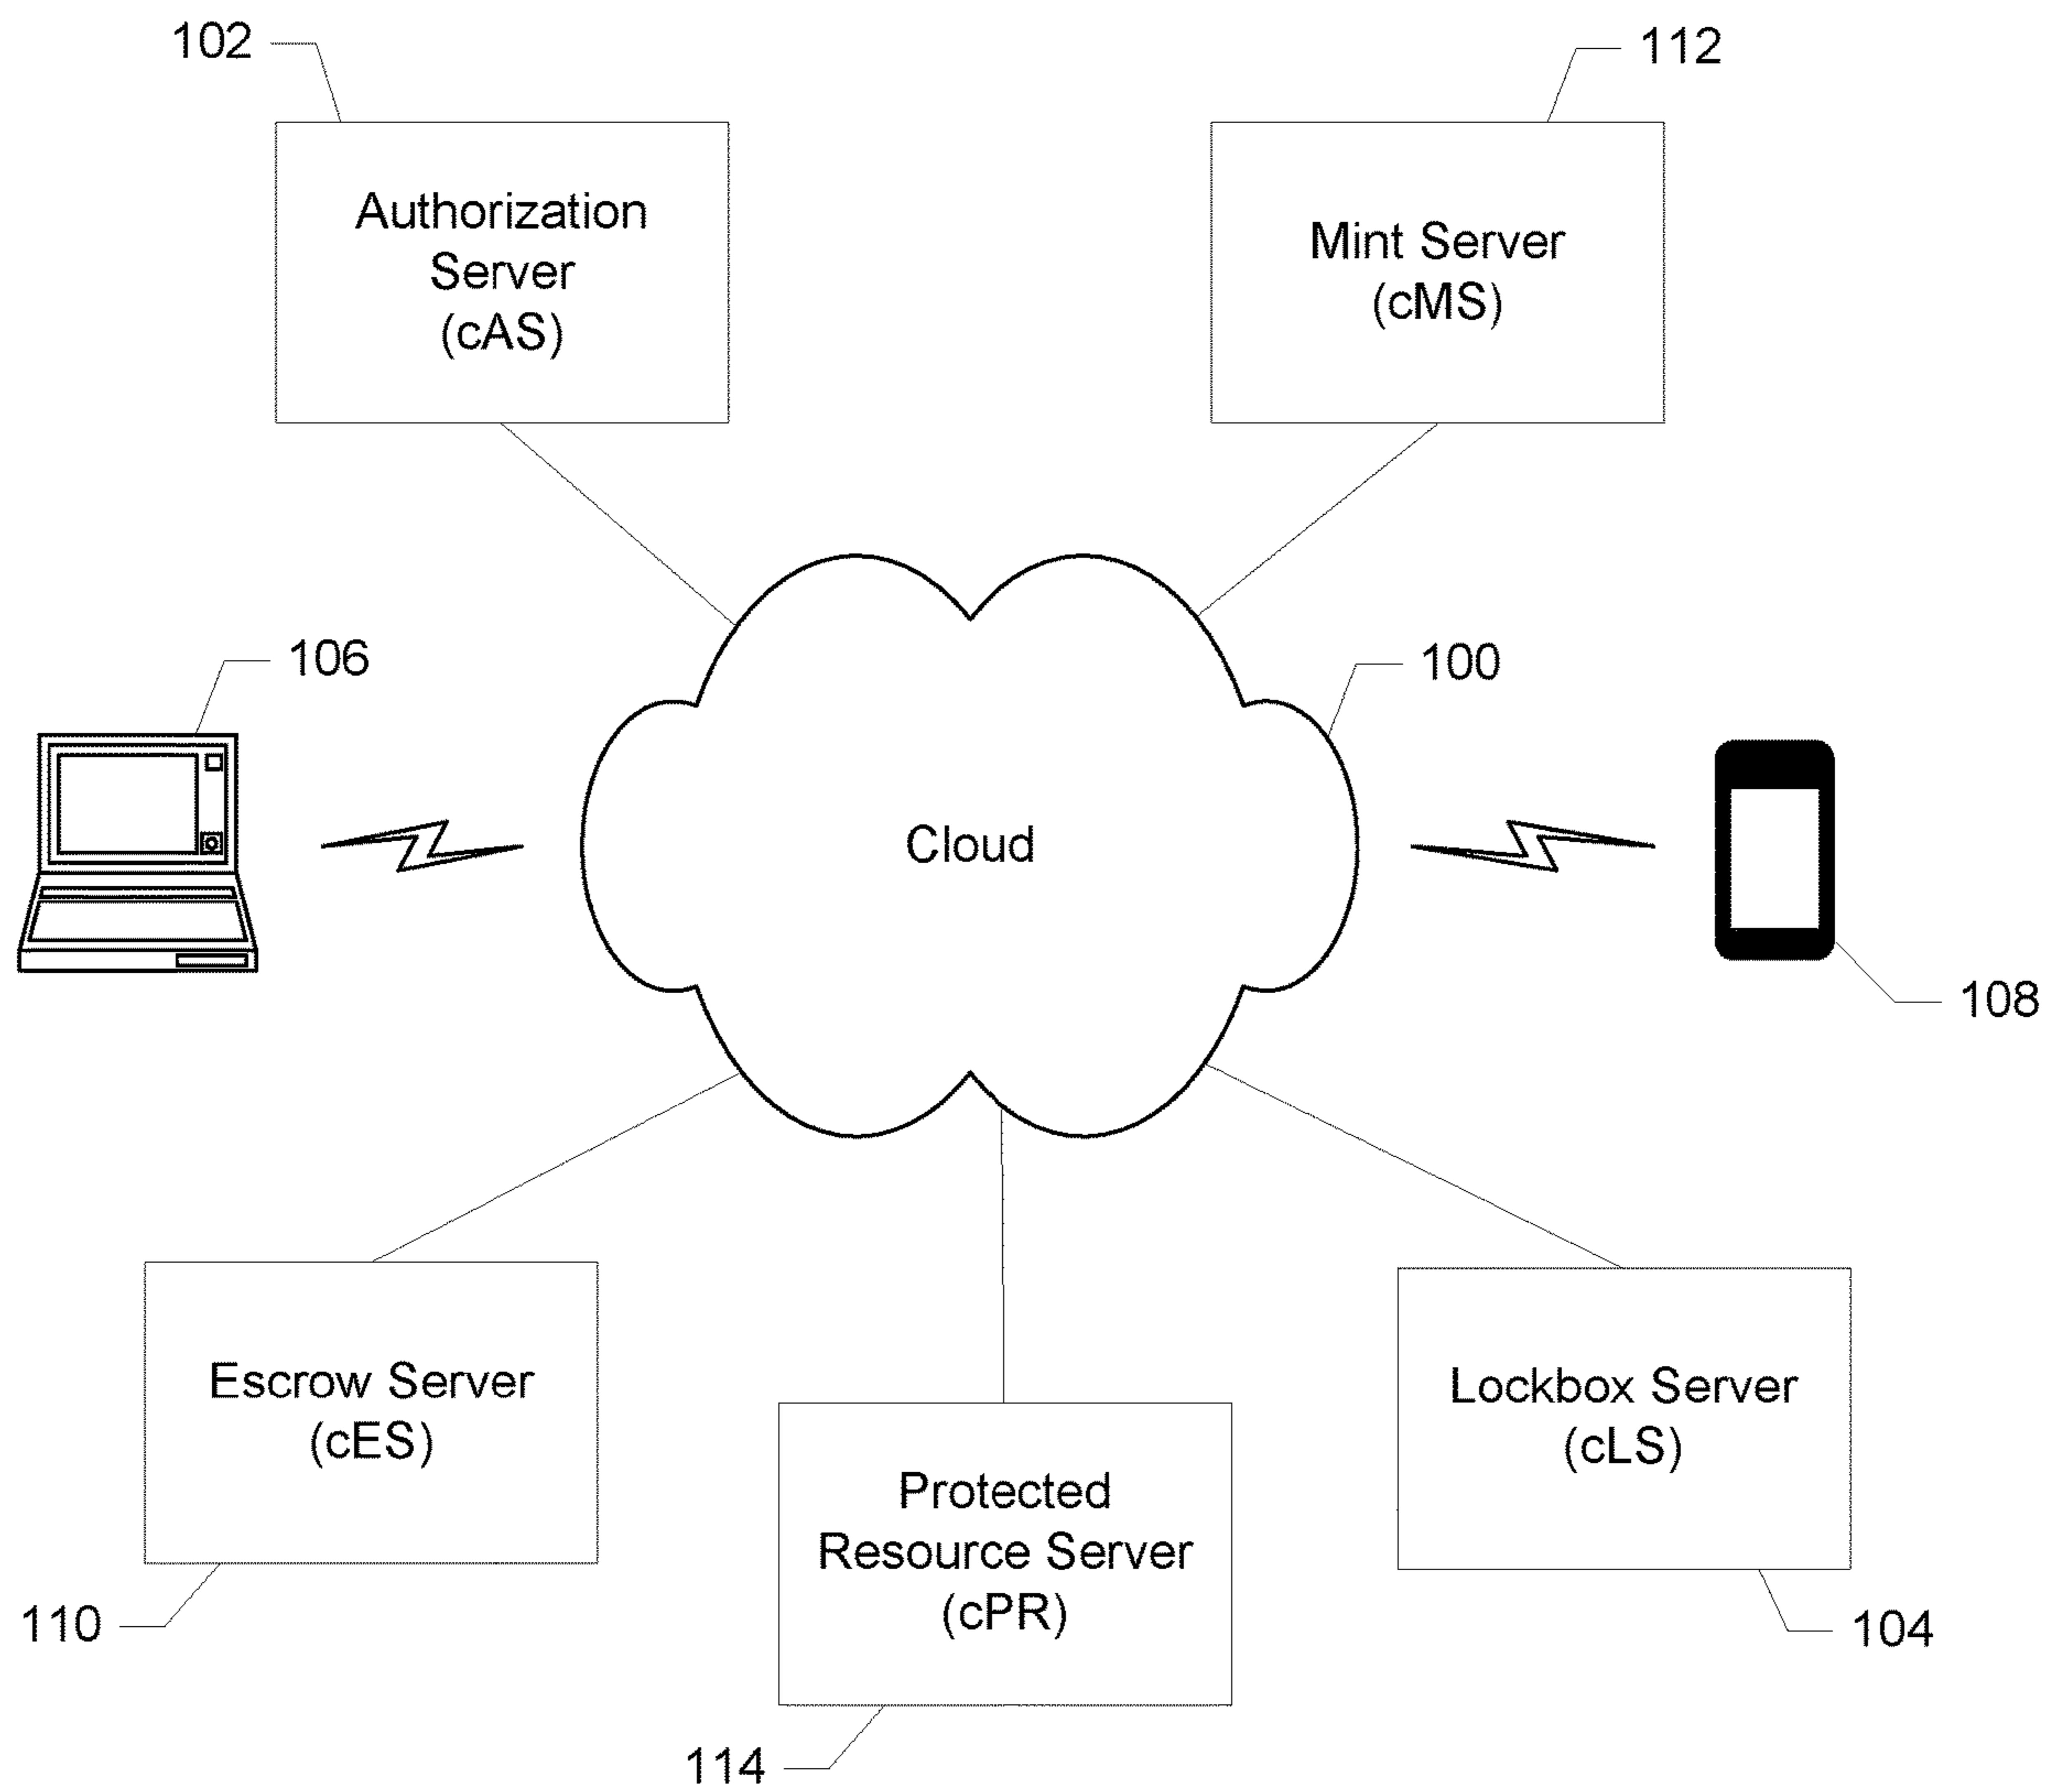 102
112
Authorization
Server
(cAS)
Mint Server
(cMS)
106
100
Cloud
108
Escrow Server
(cES)
Lockbox Server
(cLS)
Protected
Resource Server
(cPR)
110
104
114